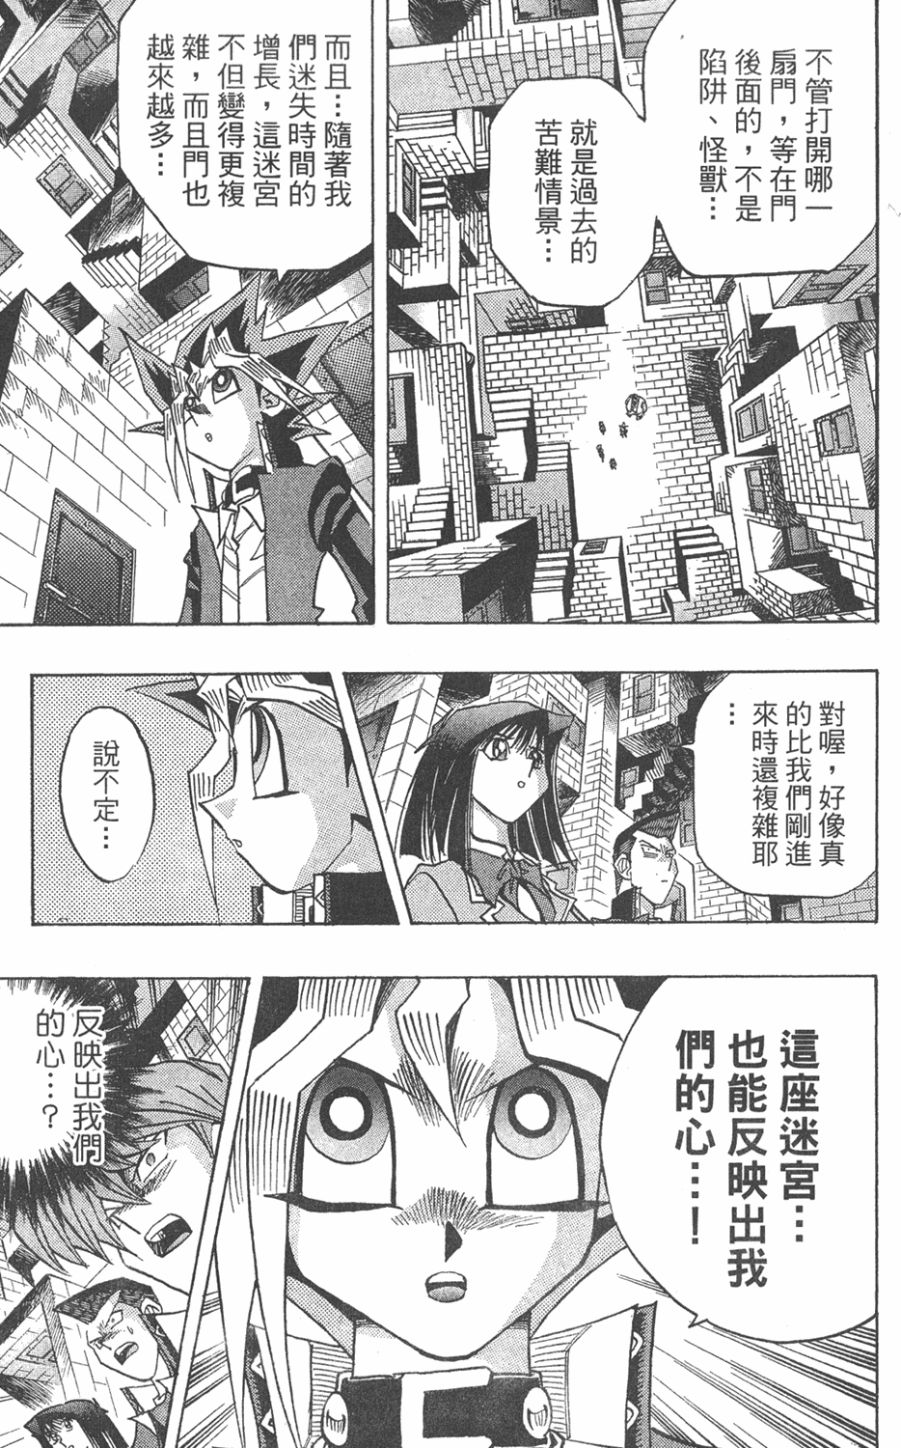 不管打開哪一
扇門，等在門
後面的，不是
陷阱、怪獸…
就是過去的
苦難情景…
而且…隨著我
們迷失時間的
增長，這迷宮
不但變得更複
雜，而且門也
越來越多…
對喔，好像真
的比我們剛進
來時還複雜耶
…
說不定…
這座迷宮…
也能反映出我
們的心…！
反映出我們
的心…？